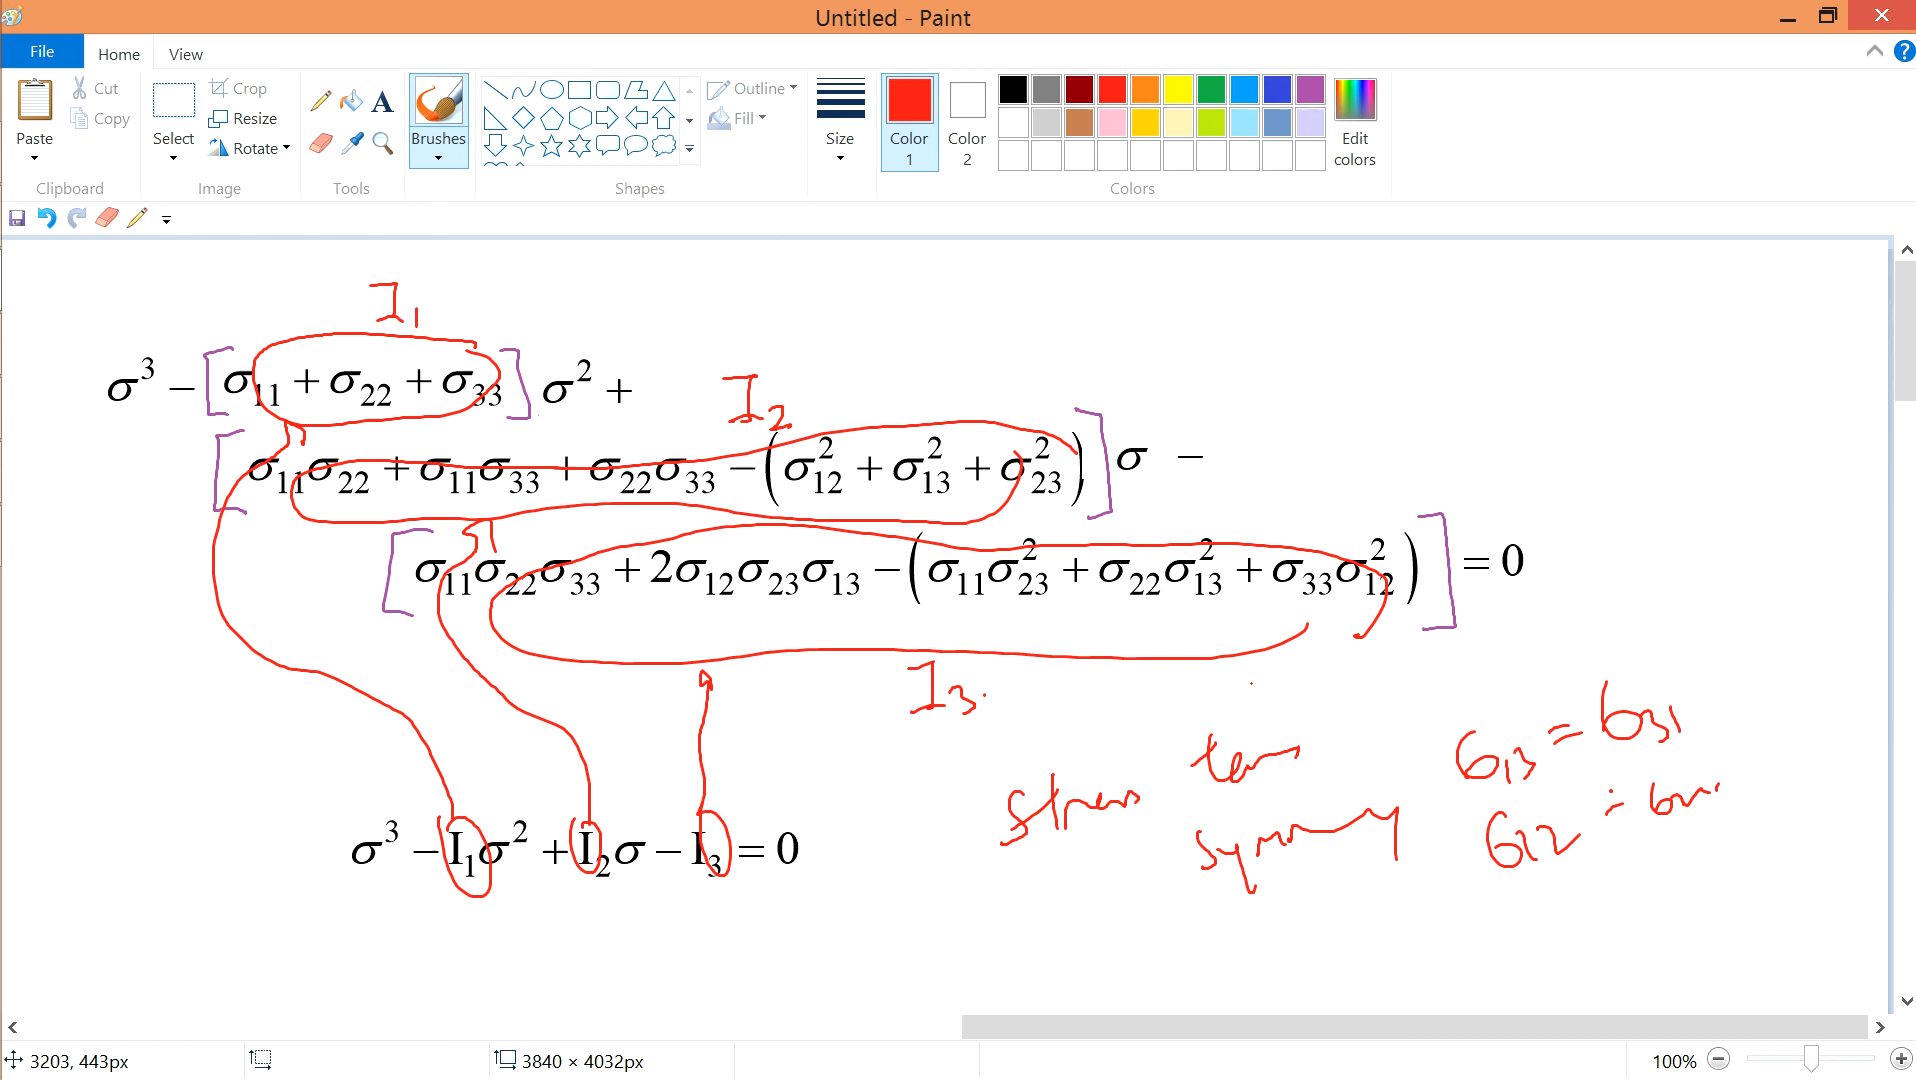 Untitled - Paint
File Home View
Paste Cut Copy Select Crop Resize Rotate A Brushes Outline Fill Size Color 1 Color 2 Edit colors
Clipboard Image Tools Shapes Colors
I₁
σ³ − [σ₁₁ + σ₂₂ + σ₃₃] σ² +
I₂
[σ₁₁σ₂₂ + σ₁₁σ₃₃ + σ₂₂σ₃₃ − (σ₁₂² + σ₁₃² + σ₂₃²)] σ −
[σ₁₁σ₂₂σ₃₃ + 2σ₁₂σ₂₃σ₁₃ − (σ₁₁σ₂₃² + σ₂₂σ₁₃² + σ₃₃σ₁₂²)] = 0
I₃.
σ₁₃ = σ₃₁
stress
σ₁₂ =
σ³ − I₁σ² + I₂σ − I₃ = 0
3203, 443px 3840 × 4032px 100%